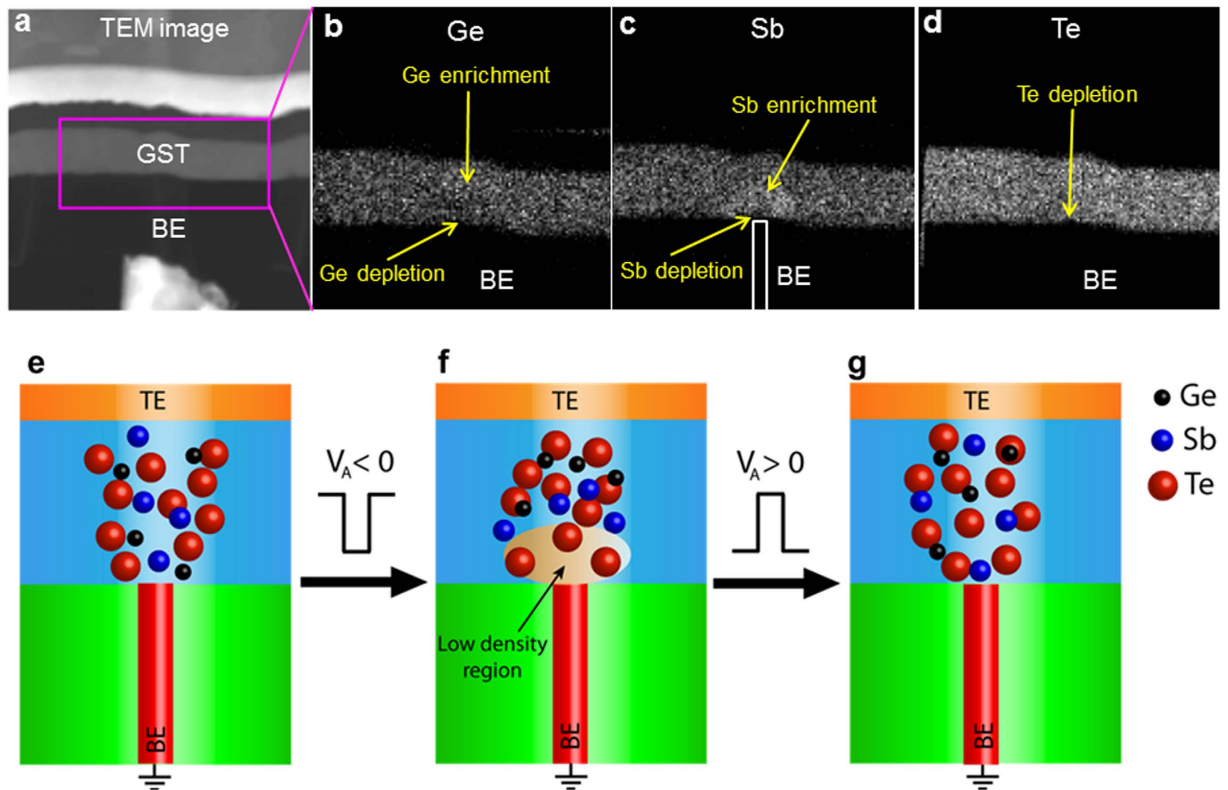 a
TEM image
GST
BE
b
Ge
Ge enrichment
Ge depletion
BE
c
Sb
Sb enrichment
Sb depletion
BE
d
Te
Te depletion
BE
e
TE
BE
V_A < 0
f
TE
Low density
region
BE
V_A > 0
g
TE
BE
Ge
Sb
Te